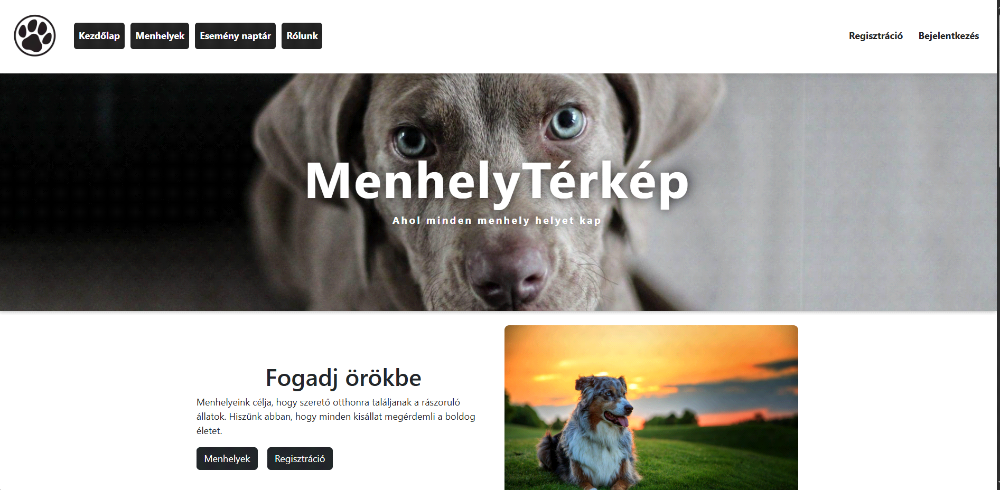 Kezdőlap Menhelyek Esemény naptár Rólunk Regisztráció Bejelentkezés
MenhelyTérkép
Ahol minden menhely helyet kap
Fogadj örökbe
Menhelyeink célja, hogy szerető otthonra találjanak a rászoruló
állatok. Hiszünk abban, hogy minden kisállat megérdemli a boldog
életet.
Menhelyek Regisztráció